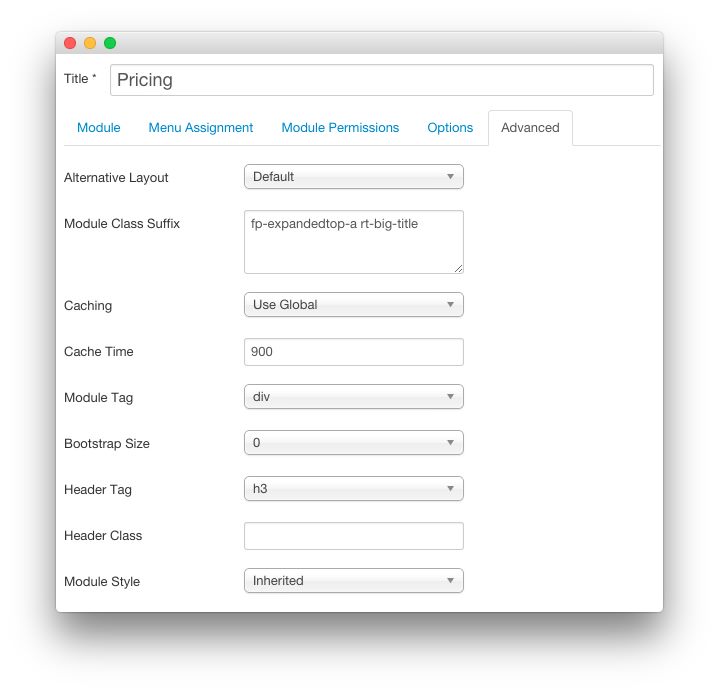 Title * Pricing
Module Menu Assignment Module Permissions Options Advanced
Alternative Layout Default
Module Class Suffix fp-expandedtop-a rt-big-title
Caching Use Global
Cache Time 900
Module Tag div
Bootstrap Size 0
Header Tag h3
Header Class
Module Style Inherited